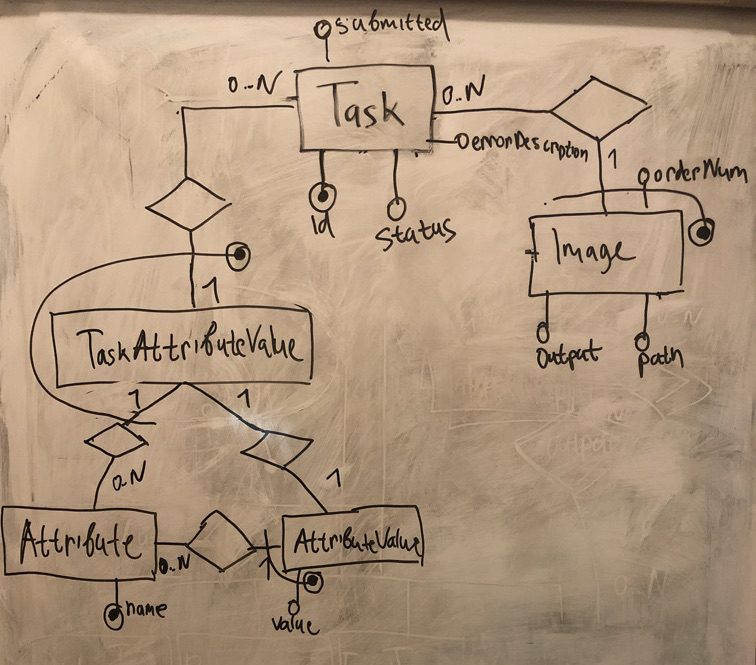 submitted
0..N
Task
0..N
errorDescription
1
orderNum
id
status
Image
1
TaskAttributeValue
output
path
1
1
0..N
1
Attribute
0..N
1
AttributeValue
name
value